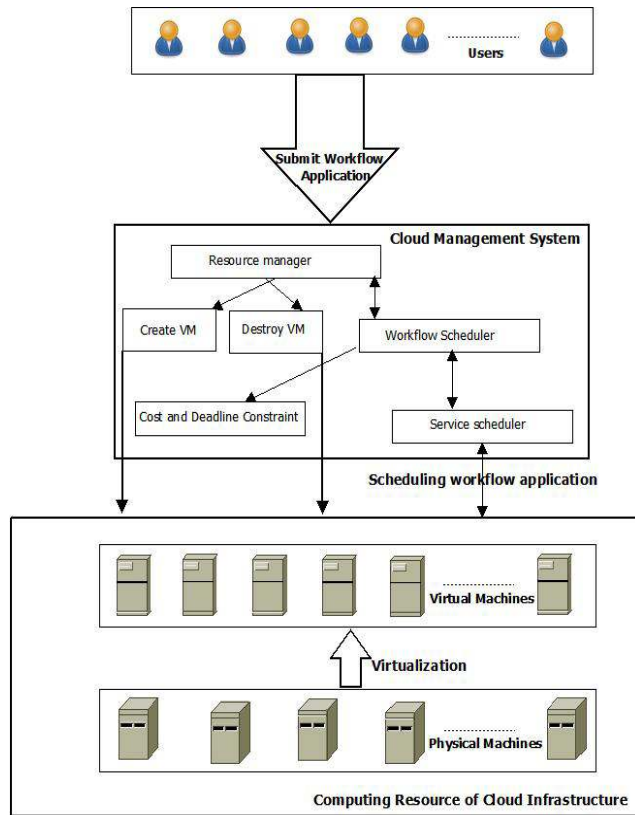 Users
Submit Workflow
Application
Cloud Management System
Resource manager
Create VM
Destroy VM
Workflow Scheduler
Cost and Deadline Constraint
Service scheduler
Scheduling workflow application
Virtual Machines
Virtualization
Physical Machines
Computing Resource of Cloud Infrastructure